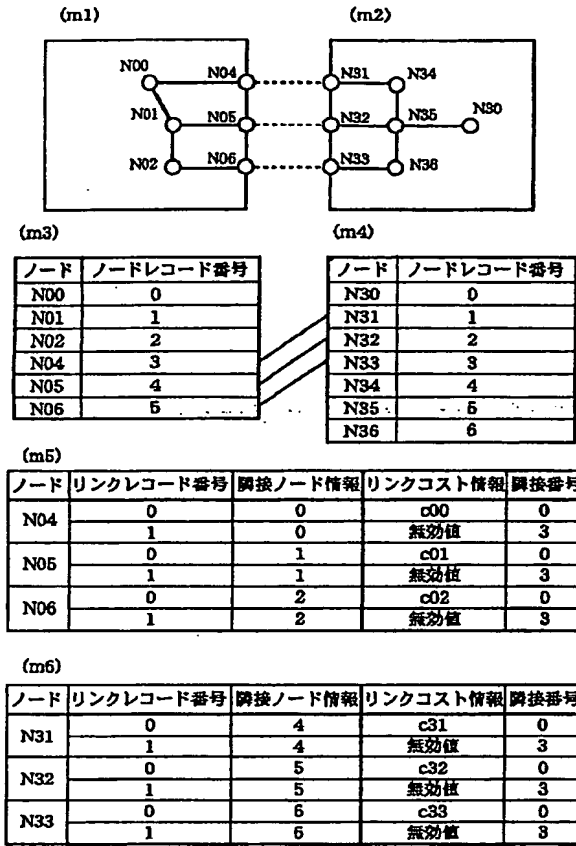 (m1) (m2)
N00 N04 N31 N34
N01 N05 N32 N35 N30
N02 N06 N33 N36
(m3) (m4)
ノード ノードレコード番号 ノード ノードレコード番号
N00 0 N30 0
N01 1 N31 1
N02 2 N32 2
N04 3 N33 3
N05 4 N34 4
N06 5 N35 5
N36 6
(m5)
ノード リンクレコード番号 隣接ノード情報 リンクコスト情報 隣接番号
N04 0 0 c00 0
1 0 無効値 3
N05 0 1 c01 0
1 1 無効値 3
N06 0 2 c02 0
1 2 無効値 3
(m6)
ノード リンクレコード番号 隣接ノード情報 リンクコスト情報 隣接番号
N31 0 4 c31 0
1 4 無効値 3
N32 0 5 c32 0
1 5 無効値 3
N33 0 6 c33 0
1 6 無効値 3